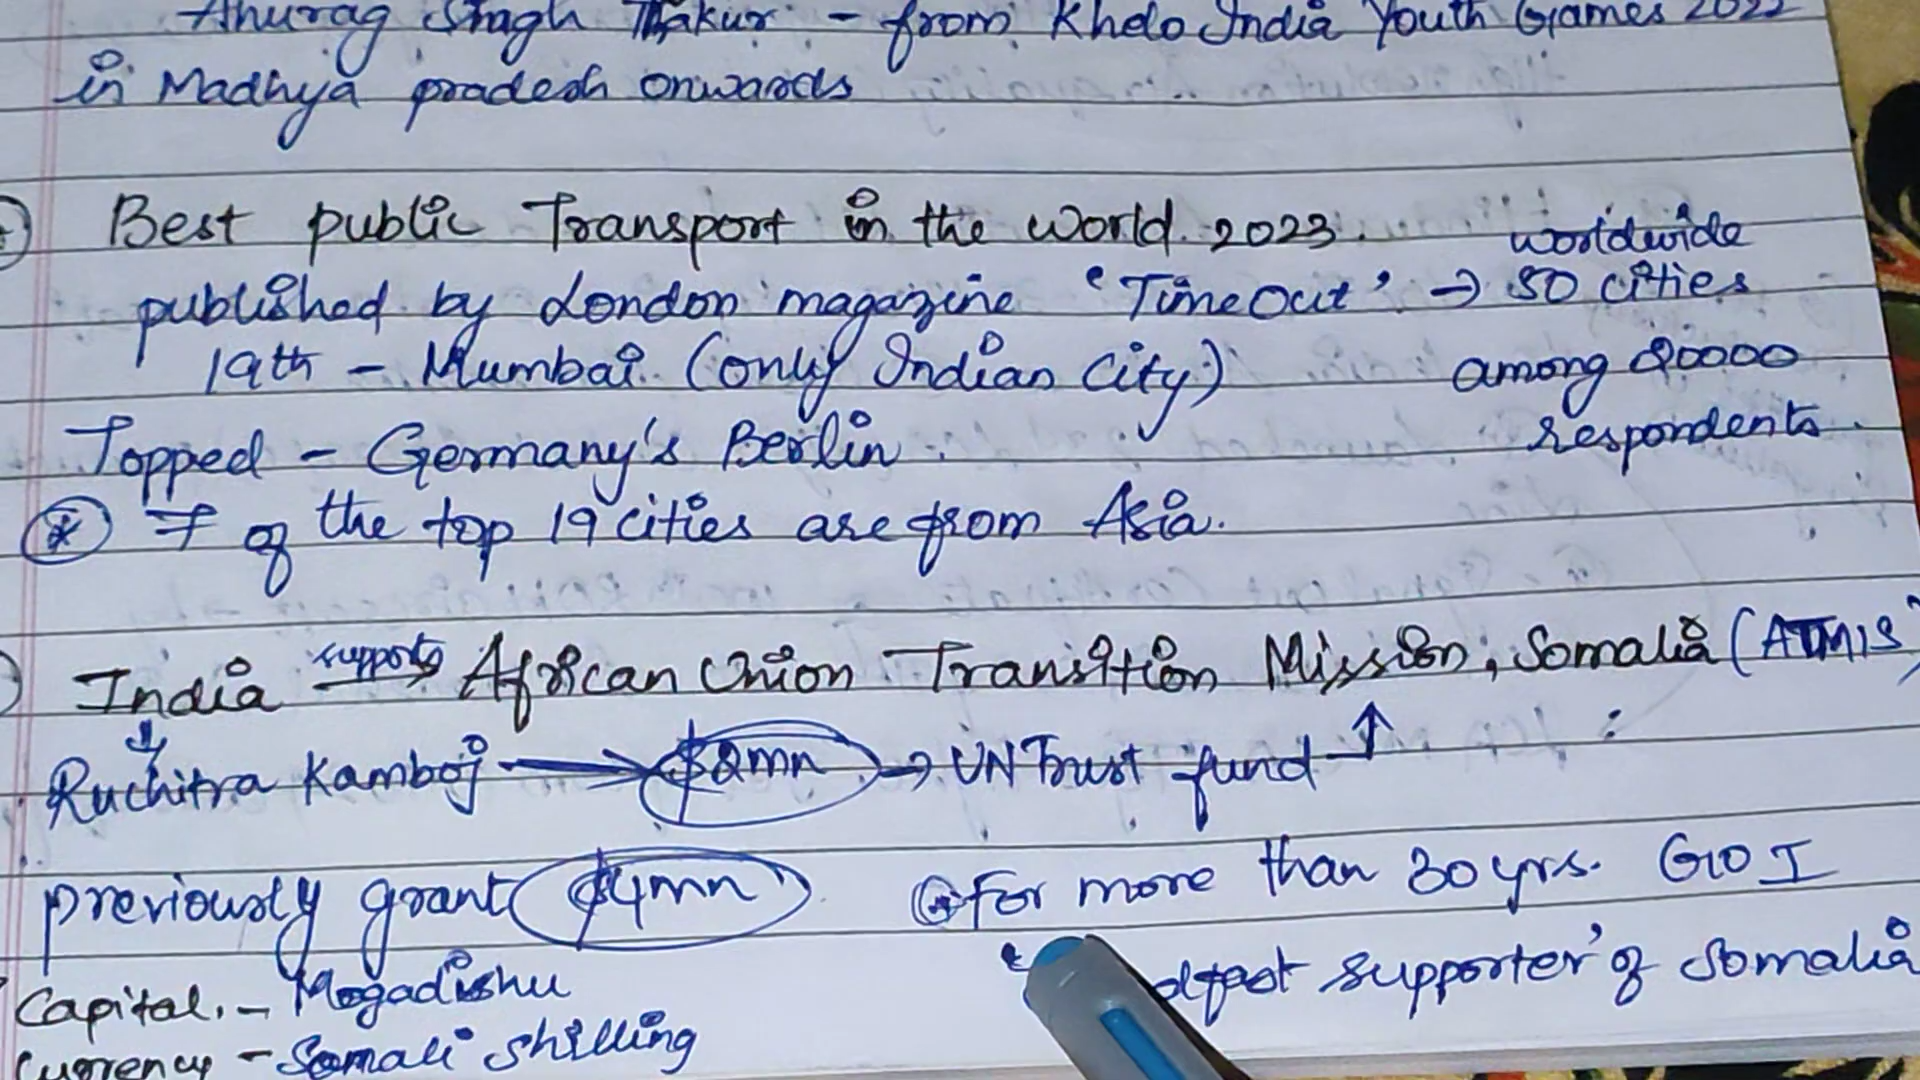 Anurag Singh Thakur - from Khelo India Youth Games 2022
in Madhya pradesh onwards
Best public Transport in the world 2023.
published by London magazine 'Time Out' → 50 cities worldwide
19th - Mumbai (only Indian city) among 20000
Topped - Germany's Berlin. respondents.
* 7 of the top 19 cities are from Asia.
India supports → African Union Transition Mission, Somalia (ATMIS)
↓
Ruchitra Kamboj → $2mn → UN Trust fund ↑
previously grant $4mn For more than 30 yrs. GOI
supporter' of Somalia
Capital - Mogadishu
Currency - Somali shilling